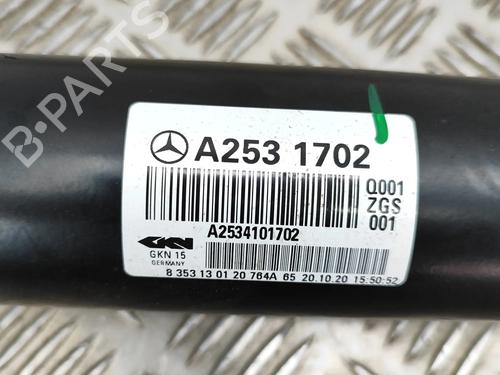 B-PARTS
A253 1702
Q001
ZGS
001
A2534101702
GKN
GKN 15
GERMANY
8 353 13 01 20 764A 65 20.10.20 15:50:52